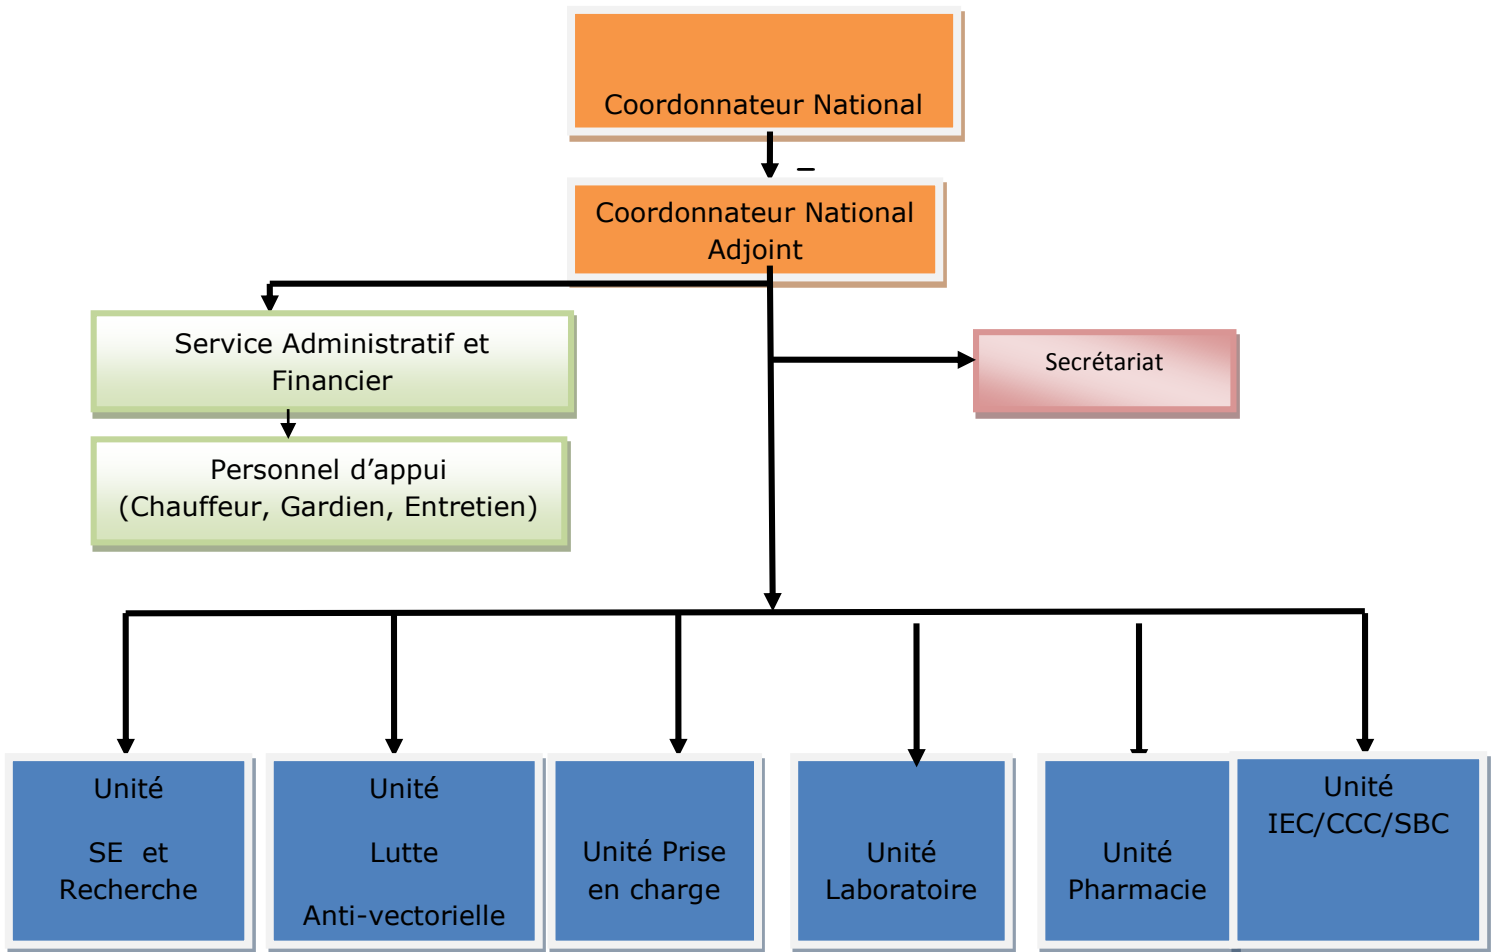 Coordonnateur National
–
Coordonnateur National
Adjoint
Service Administratif et
Financier
Secrétariat
Personnel d’appui
(Chauffeur, Gardien, Entretien)
Unité
SE et
Recherche
Unité
Lutte
Anti-vectorielle
Unité Prise
en charge
Unité
Laboratoire
Unité
Pharmacie
Unité
IEC/CCC/SBC